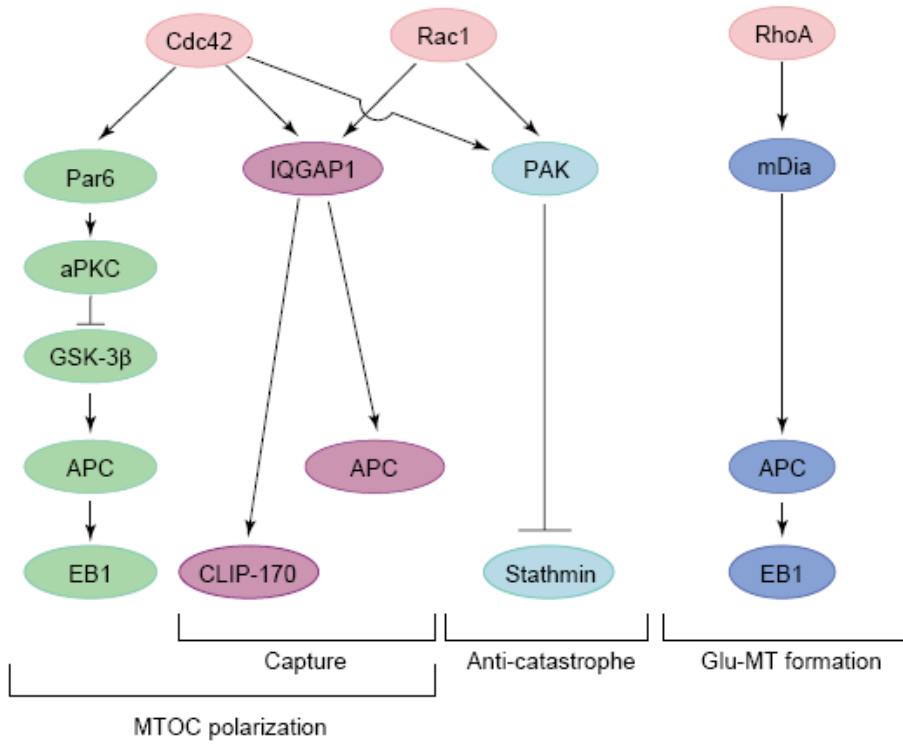 Cdc42
Rac1
RhoA
Par6
IQGAP1
PAK
mDia
aPKC
GSK-3β
APC
APC
APC
EB1
CLIP-170
Stathmin
EB1
Capture
Anti-catastrophe
Glu-MT formation
MTOC polarization